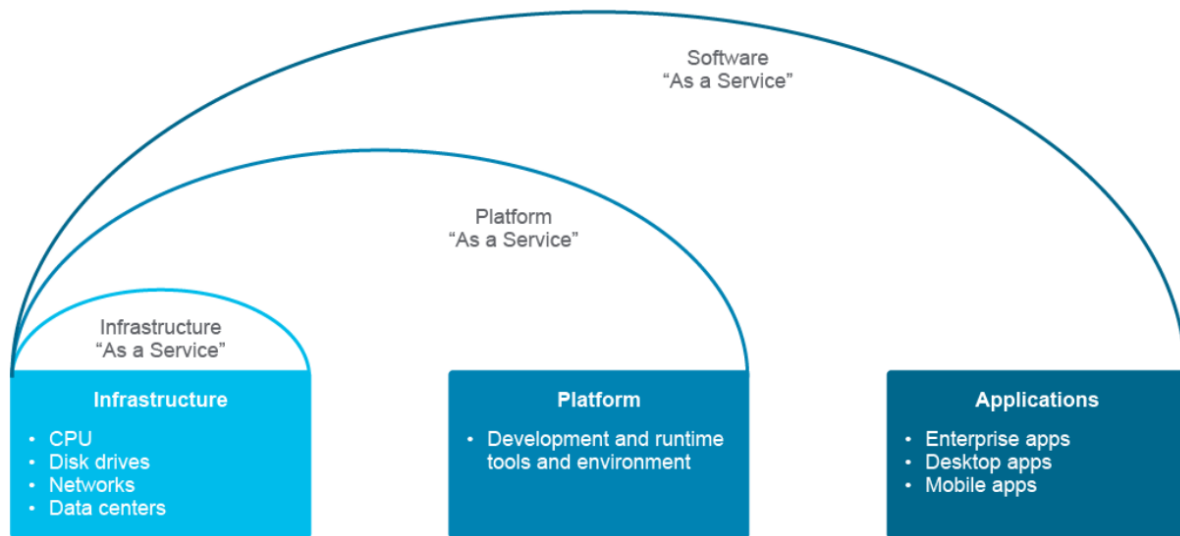 Software
“As a Service”
Platform
“As a Service”
Infrastructure
“As a Service”
Infrastructure
• CPU
• Disk drives
• Networks
• Data centers
Platform
• Development and runtime
tools and environment
Applications
• Enterprise apps
• Desktop apps
• Mobile apps